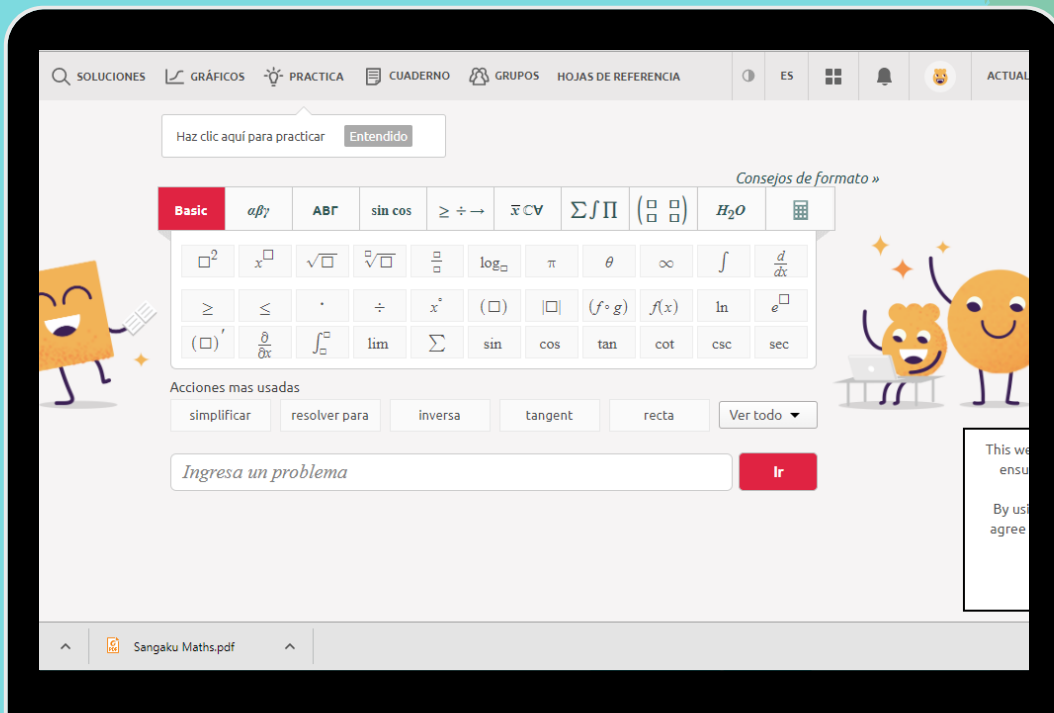 SOLUCIONES GRÁFICOS PRACTICA CUADERNO GRUPOS HOJAS DE REFERENCIA ES ACTUAL
Haz clic aquí para practicar Entendido
Consejos de formato »
Basic αβγ ΑΒΓ sin cos ≥ ÷ → x̅ ℂ ∀ ∑ ∫ ∏ (□ □ □ □) H₂O
□² x^□ √□ ^□√□ □/□ log_□ π θ ∞ ∫ d/dx
≥ ≤ · ÷ x° (□) |□| (f∘g) f(x) ln e^□
(□)′ ∂/∂x ∫_□^□ lim ∑ sin cos tan cot csc sec
Acciones mas usadas
simplificar resolver para inversa tangent recta Ver todo
Ingresa un problema Ir
This we
ensu
By usi
agree
Sangaku Maths.pdf